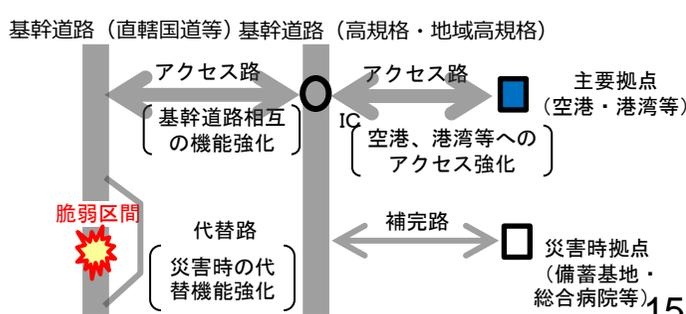 基幹道路（直轄国道等）基幹道路（高規格・地域高規格）
アクセス路
アクセス路
主要拠点
（空港・港湾等）
基幹道路相互
の機能強化
IC
空港、港湾等への
アクセス強化
脆弱区間
代替路
災害時の代
替機能強化
補完路
災害時拠点
（備蓄基地・
総合病院等）
15